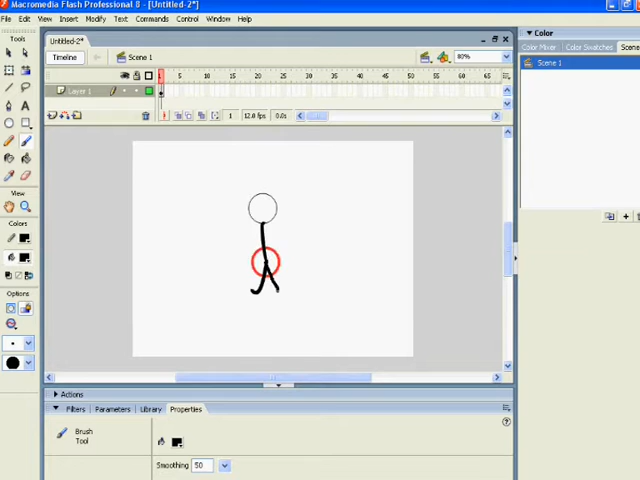 Macromedia Flash Professional 8 - [Untitled-2*]
File Edit View Insert Modify Text Commands Control Window Help
Tools
Untitled-2*
Timeline
Scene 1
80%
1 5 10 15 20 25 30 35 40 45 50 55 60 65
Layer 1
1 12.0 fps 0.0s
View
Colors
Options
Color
Color Mixer Color Swatches Scene
Scene 1
Actions
Filters Parameters Library Properties
Brush
Tool
Smoothing 50